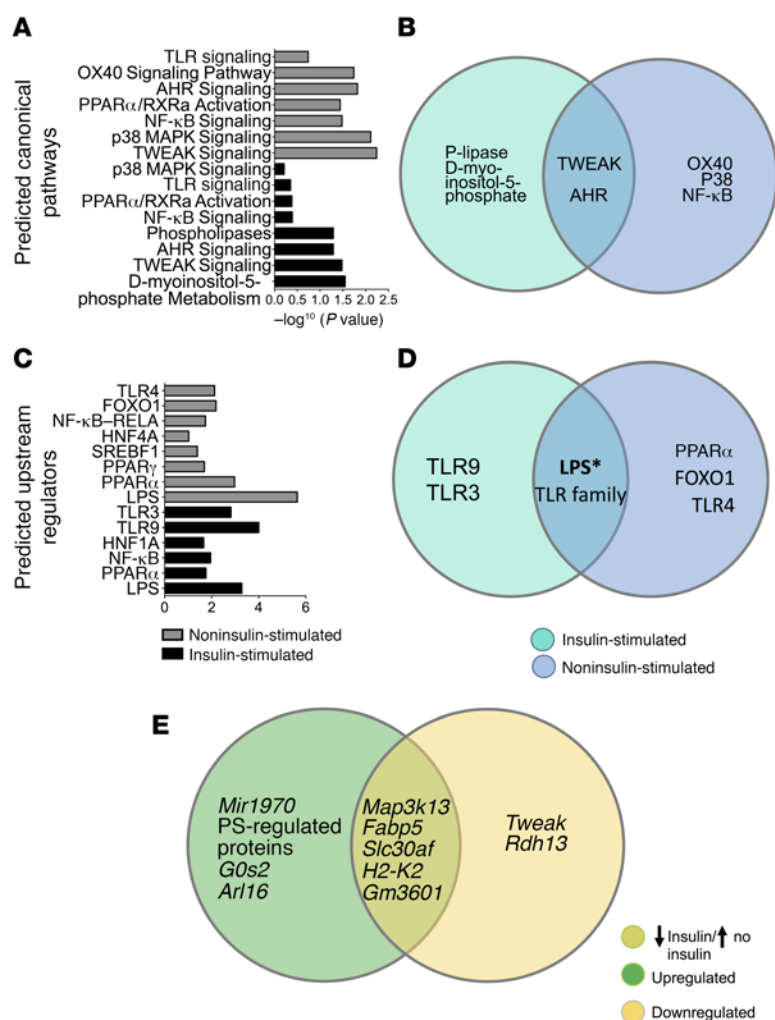 A
Predicted canonical
pathways
TLR signaling
OX40 Signaling Pathway
AHR Signaling
PPARα/RXRa Activation
NF-κB Signaling
p38 MAPK Signaling
TWEAK Signaling
p38 MAPK Signaling
TLR signaling
PPARα/RXRa Activation
NF-κB Signaling
Phospholipases
AHR Signaling
TWEAK Signaling
D-myoinositol-5-
phosphate Metabolism
0.0 0.5 1.0 1.5 2.0 2.5
–log¹⁰ (P value)
B
P-lipase
D-myo-
inositol-5-
phosphate
TWEAK
AHR
OX40
P38
NF-κB
C
Predicted upstream
regulators
TLR4
FOXO1
NF-κB–RELA
HNF4A
SREBF1
PPARγ
PPARα
LPS
TLR3
TLR9
HNF1A
NF-κB
PPARα
LPS
0 2 4 6
Noninsulin-stimulated
Insulin-stimulated
D
TLR9
TLR3
LPS*
TLR family
PPARα
FOXO1
TLR4
Insulin-stimulated
Noninsulin-stimulated
E
Mir1970
PS-regulated
proteins
G0s2
Arl16
Map3k13
Fabp5
Slc30af
H2-K2
Gm3601
Tweak
Rdh13
↓ Insulin/↑ no
insulin
Upregulated
Downregulated